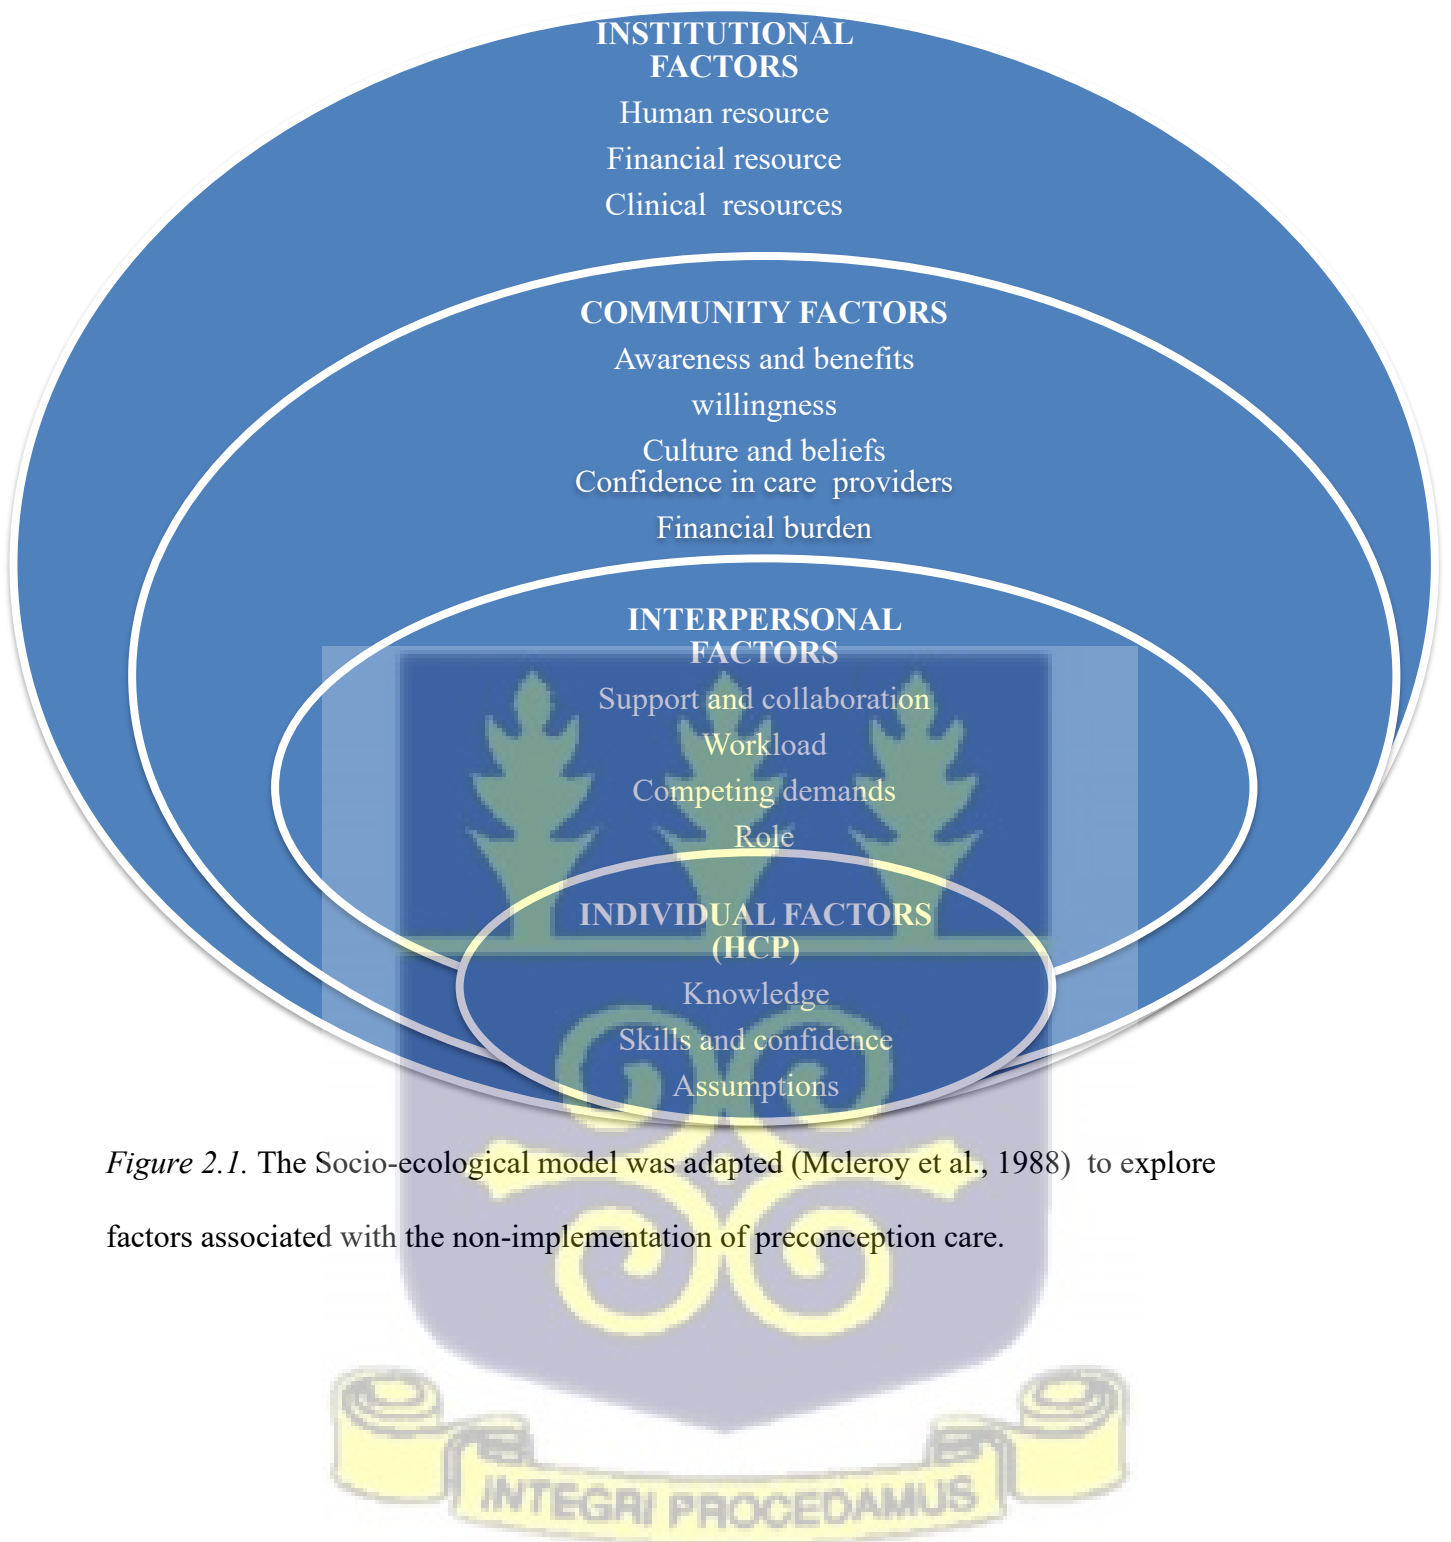 INSTITUTIONAL
FACTORS
Human resource
Financial resource
Clinical  resources
COMMUNITY FACTORS
Awareness and benefits
willingness
Culture and beliefs
Confidence in care  providers
Financial burden
INTERPERSONAL
FACTORS
Support and collaboration
Workload
Competing demands
Role
INDIVIDUAL FACTORS
(HCP)
Knowledge
Skills and confidence
Assumptions
Figure 2.1. The Socio-ecological model was adapted (Mcleroy et al., 1988)  to explore
factors associated with the non-implementation of preconception care.
INTEGRI PROCEDAMUS